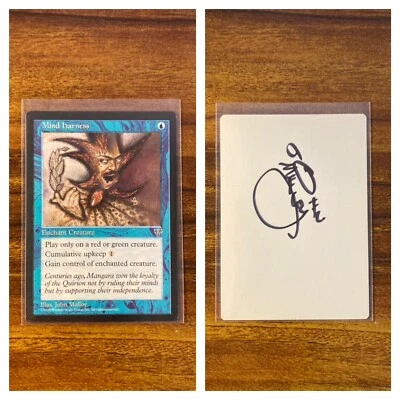 Mind Harness
Enchant Creature
Play only on a red or green creature.
Cumulative upkeep 1
Gain control of enchanted creature.
Centuries ago, Mangara won the loyalty
of the Quirion not by ruling their minds
but by supporting their independence.
Illus. John Malloy